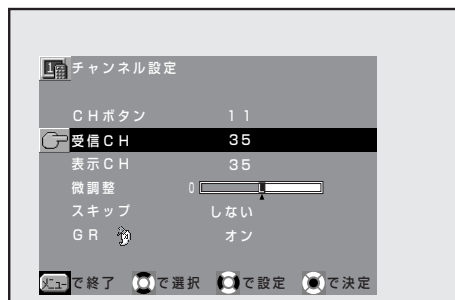 チャンネル設定
CHボタン 11
受信CH 35
表示CH 35
微調整 0
スキップ しない
GR オン
メニューで終了 で選択 で設定 で決定